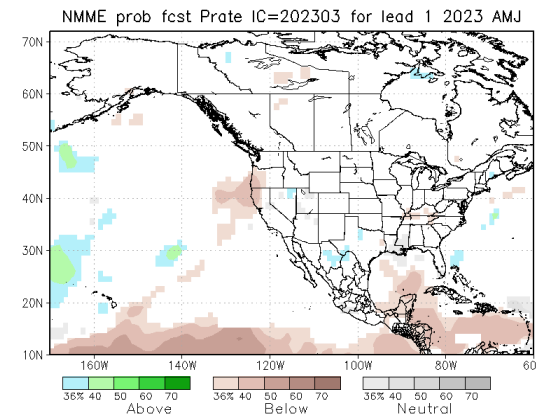 NMME prob fcst Prate IC=202303 for lead 1 2023 AMJ
70N
60N
50N
40N
30N
20N
10N
160W 140W 120W 100W 80W 60
36% 40 50 60 70 36% 40 50 60 70 36% 40 50 60 70
Above Below Neutral